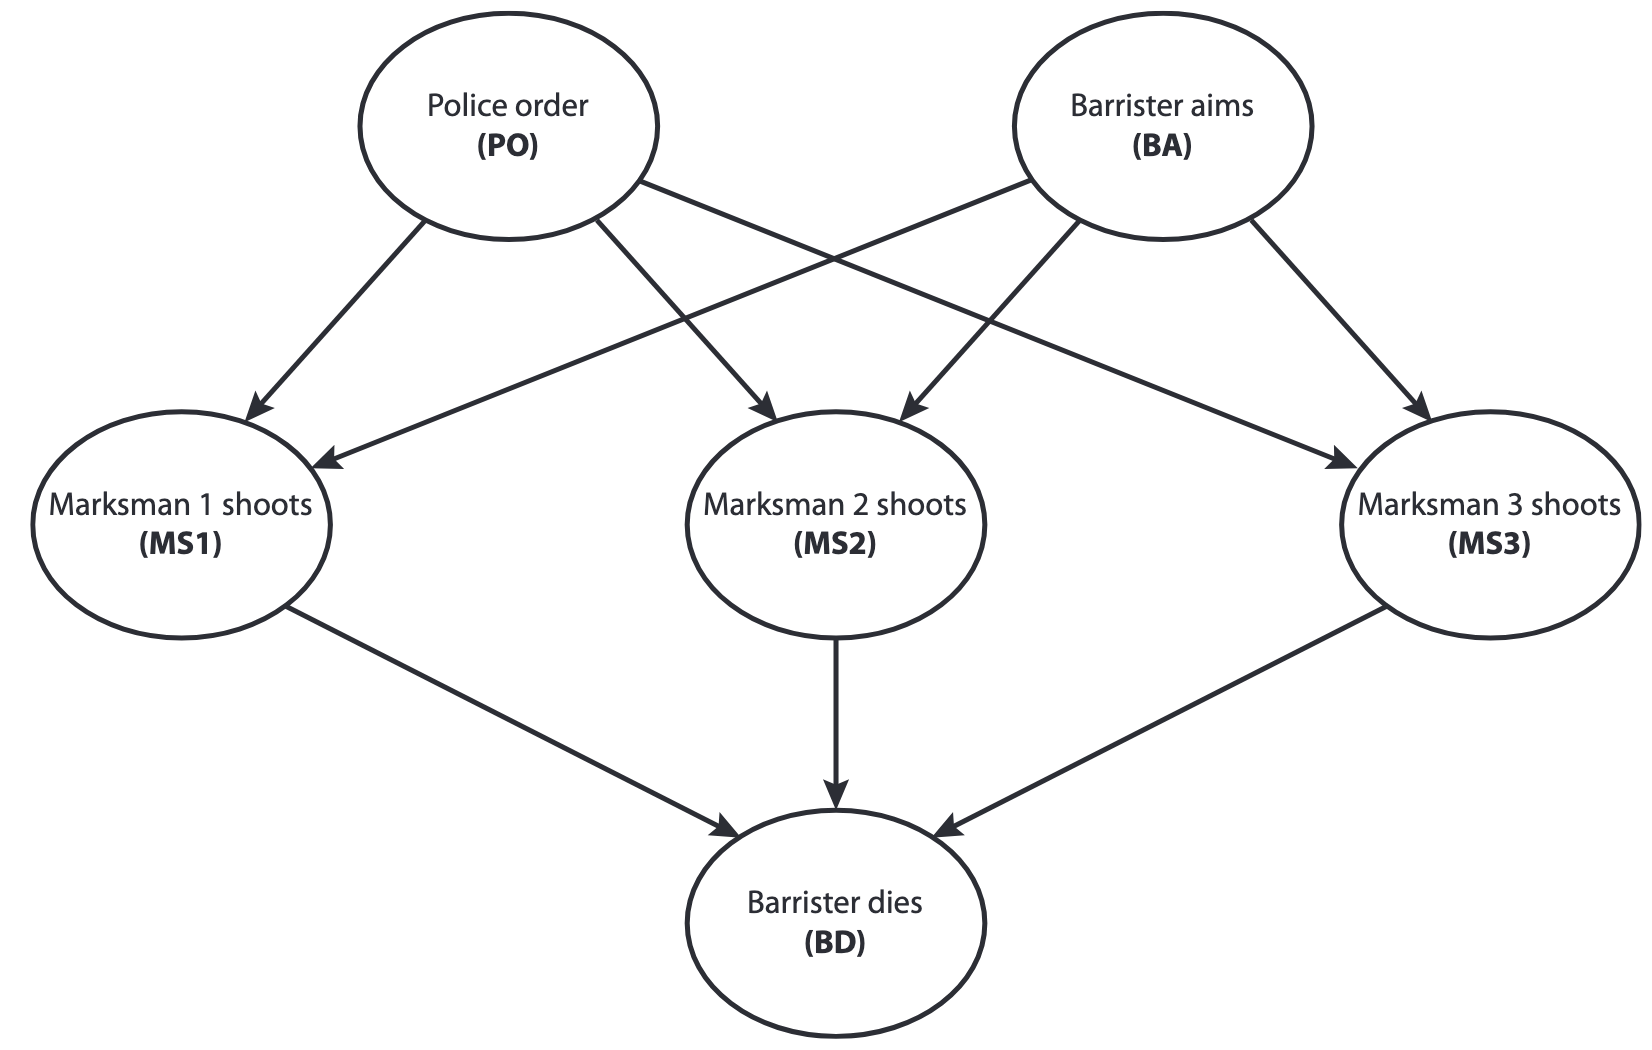 Police order
(PO)
Barrister aims
(BA)
Marksman 1 shoots
(MS1)
Marksman 2 shoots
(MS2)
Marksman 3 shoots
(MS3)
Barrister dies
(BD)